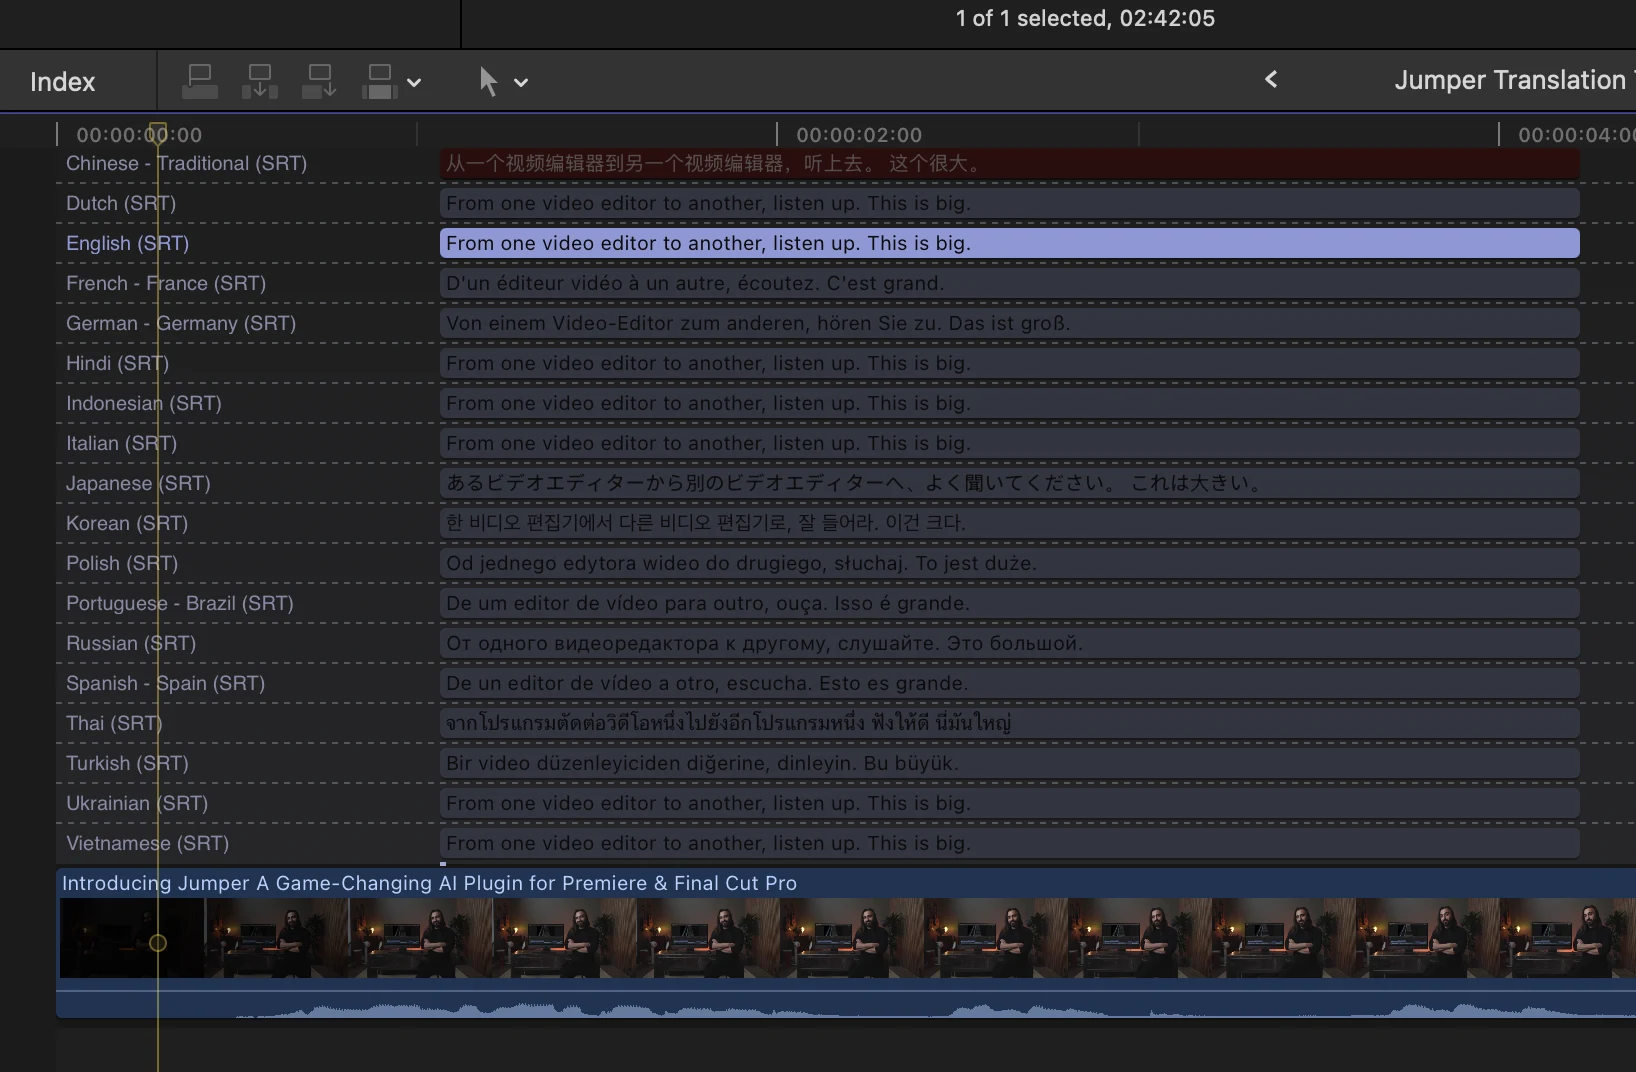 1 of 1 selected, 02:42:05
Index
Jumper Translation
00:00:00:00
00:00:02:00
00:00:04:00
Chinese - Traditional (SRT)
从一个视频编辑器到另一个视频编辑器，听上去。 这个很大。
Dutch (SRT)
From one video editor to another, listen up. This is big.
English (SRT)
From one video editor to another, listen up. This is big.
French - France (SRT)
D'un éditeur vidéo à un autre, écoutez. C'est grand.
German - Germany (SRT)
Von einem Video-Editor zum anderen, hören Sie zu. Das ist groß.
Hindi (SRT)
From one video editor to another, listen up. This is big.
Indonesian (SRT)
From one video editor to another, listen up. This is big.
Italian (SRT)
From one video editor to another, listen up. This is big.
Japanese (SRT)
あるビデオエディターから別のビデオエディターへ、よく聞いてください。 これは大きい。
Korean (SRT)
한 비디오 편집기에서 다른 비디오 편집기로, 잘 들어라. 이건 크다.
Polish (SRT)
Od jednego edytora wideo do drugiego, słuchaj. To jest duże.
Portuguese - Brazil (SRT)
De um editor de vídeo para outro, ouça. Isso é grande.
Russian (SRT)
От одного видеоредактора к другому, слушайте. Это большой.
Spanish - Spain (SRT)
De un editor de vídeo a otro, escucha. Esto es grande.
Thai (SRT)
จากโปรแกรมตัดต่อวิดีโอหนึ่งไปยังอีกโปรแกรมหนึ่ง ฟังให้ดี นี่มันใหญ่
Turkish (SRT)
Bir video düzenleyiciden diğerine, dinleyin. Bu büyük.
Ukrainian (SRT)
From one video editor to another, listen up. This is big.
Vietnamese (SRT)
From one video editor to another, listen up. This is big.
Introducing Jumper A Game-Changing AI Plugin for Premiere & Final Cut Pro